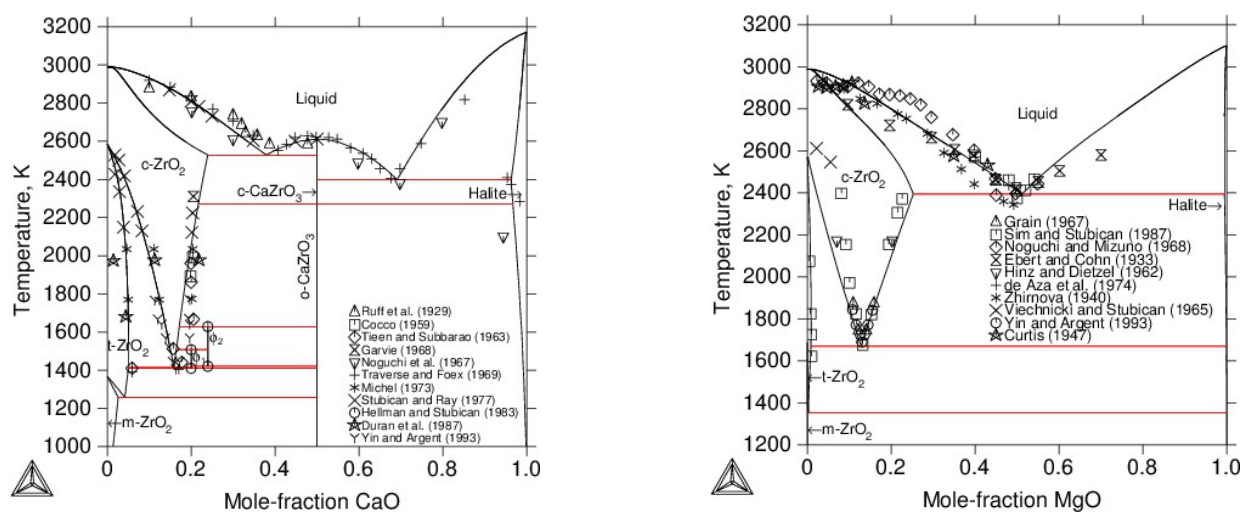 3200
3000
2800
2600
2400
2200
2000
1800
1600
1400
1200
1000
Temperature, K
Liquid
c-ZrO2
c-CaZrO3
Halite
o-CaZrO3
t-ZrO2
m-ZrO2
ϕ2
Ruff et al. (1929)
Cocco (1959)
Tieen and Subbarao (1963)
Garvie (1968)
Noguchi et al. (1967)
Traverse and Foex (1969)
Michel (1973)
Stubican and Ray (1977)
Hellman and Stubican (1983)
Duran et al. (1987)
Yin and Argent (1993)
0 0.2 0.4 0.6 0.8 1.0
Mole-fraction CaO
3200
3000
2800
2600
2400
2200
2000
1800
1600
1400
1200
Temperature, K
Liquid
c-ZrO2
Halite
Grain (1967)
Sim and Stubican (1987)
Noguchi and Mizuno (1968)
Ebert and Cohn (1933)
Hinz and Dietzel (1962)
de Aza et al. (1974)
Zhirnova (1940)
Viechnicki and Stubican (1965)
Yin and Argent (1993)
Curtis (1947)
t-ZrO2
m-ZrO2
0 0.2 0.4 0.6 0.8 1.0
Mole-fraction MgO